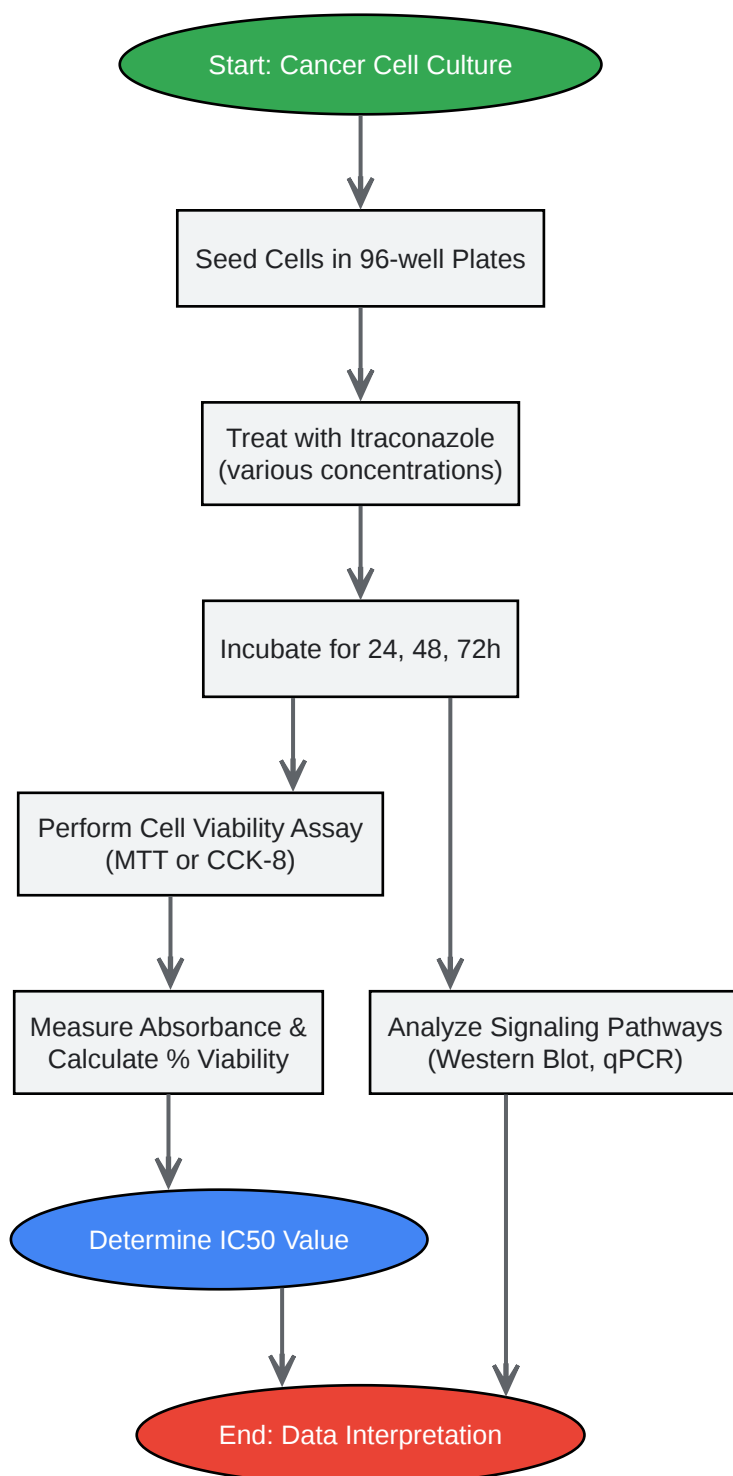 Start: Cancer Cell Culture
Seed Cells in 96-well Plates
Treat with Itraconazole
(various concentrations)
Incubate for 24, 48, 72h
Perform Cell Viability Assay
(MTT or CCK-8)
Measure Absorbance &
Calculate % Viability
Analyze Signaling Pathways
(Western Blot, qPCR)
Determine IC50 Value
End: Data Interpretation